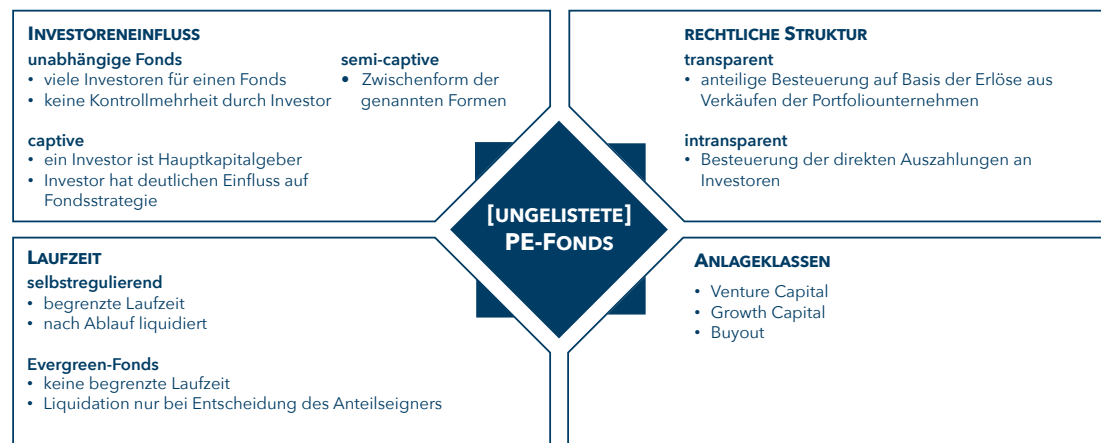 INVESTORENEINFLUSS
unabhängige Fonds
• viele Investoren für einen Fonds
• keine Kontrollmehrheit durch Investor
semi-captive
• Zwischenform der
genannten Formen
captive
• ein Investor ist Hauptkapitalgeber
• Investor hat deutlichen Einfluss auf
Fondsstrategie
RECHTLICHE STRUKTUR
transparent
• anteilige Besteuerung auf Basis der Erlöse aus
Verkäufen der Portfoliounternehmen
intransparent
• Besteuerung der direkten Auszahlungen an
Investoren
[UNGELISTETE]
PE-FONDS
LAUFZEIT
selbstregulierend
• begrenzte Laufzeit
• nach Ablauf liquidiert
Evergreen-Fonds
• keine begrenzte Laufzeit
• Liquidation nur bei Entscheidung des Anteilseigners
ANLAGEKLASSEN
• Venture Capital
• Growth Capital
• Buyout